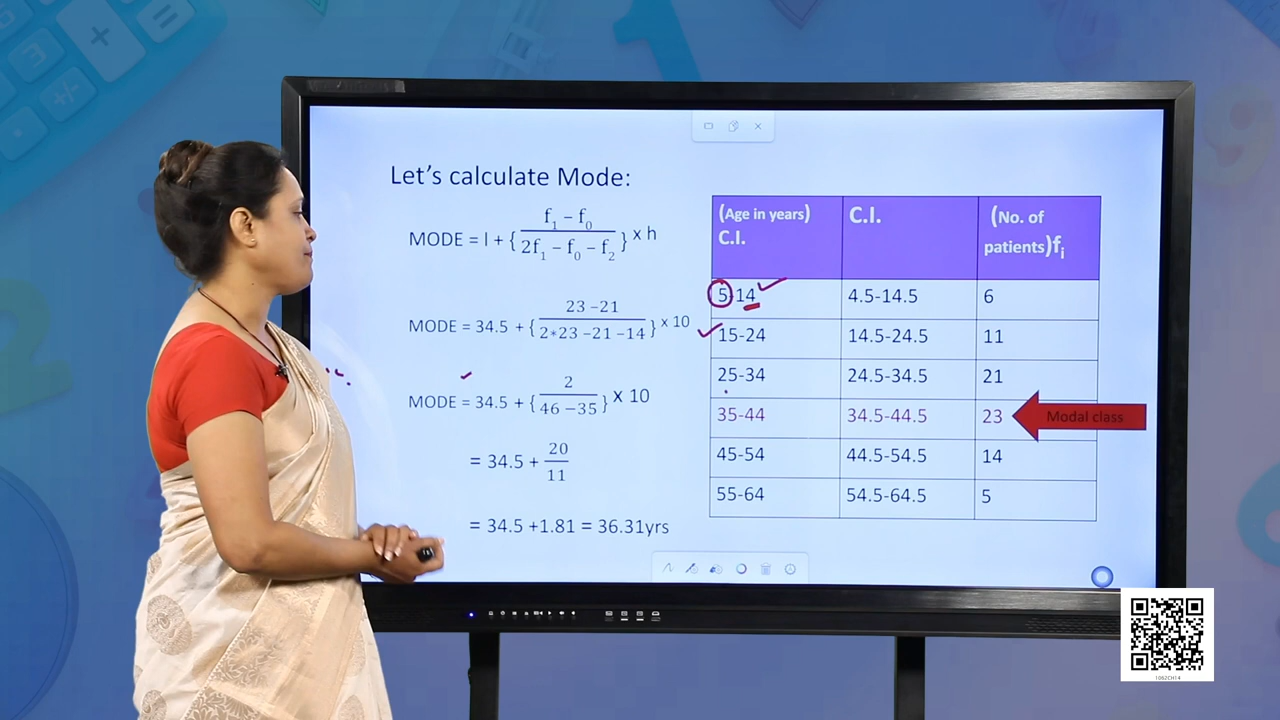 Let's calculate Mode:
MODE = l + { (f₁ − f₀) / (2f₁ − f₀ − f₂) } x h
MODE = 34.5 + { (23 −21) / (2*23 −21 −14) } x 10
MODE = 34.5 + { 2 / (46 −35) } x 10
= 34.5 + 20/11
= 34.5 +1.81 = 36.31yrs
(Age in years) C.I. | C.I. | (No. of patients)fᵢ
5-14 | 4.5-14.5 | 6
15-24 | 14.5-24.5 | 11
25-34 | 24.5-34.5 | 21
35-44 | 34.5-44.5 | 23
Modal class
45-54 | 44.5-54.5 | 14
55-64 | 54.5-64.5 | 5
1062CH14